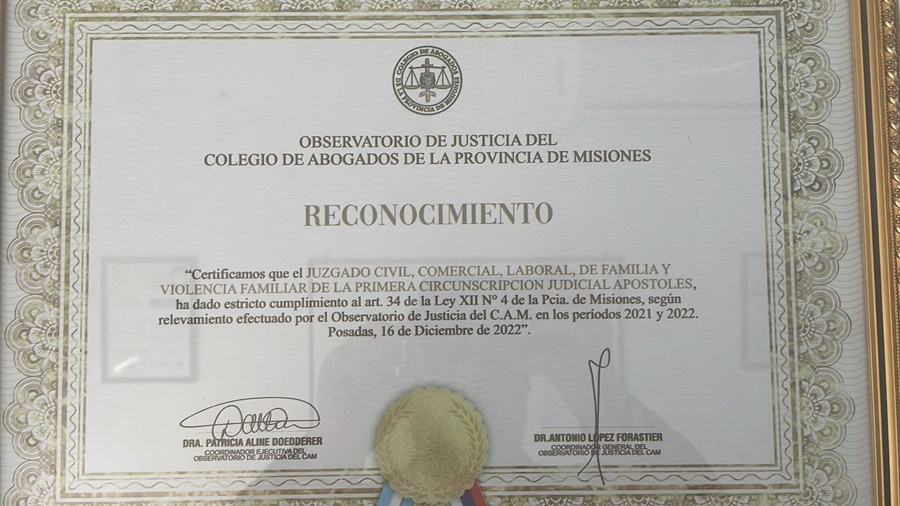 COLEGIO DE ABOGADOS
DE LA PROVINCIA DE MISIONES
OBSERVATORIO DE JUSTICIA DEL
COLEGIO DE ABOGADOS DE LA PROVINCIA DE MISIONES
RECONOCIMIENTO
“Certificamos que el JUZGADO CIVIL, COMERCIAL, LABORAL, DE FAMILIA Y
VIOLENCIA FAMILIAR DE LA PRIMERA CIRCUNSCRIPCION JUDICIAL APOSTOLES,
ha dado estricto cumplimiento al art. 34 de la Ley XII Nº 4 de la Pcia. de Misiones, según
relevamiento efectuado por el Observatorio de Justicia del C.A.M. en los períodos 2021 y 2022.
Posadas, 16 de Diciembre de 2022”.
DRA. PATRICIA ALINE DOEDDERER
COORDINADOR EJECUTIVA DEL
OBSERVATORIO DE JUSTICIA DEL CAM
DR.ANTONIO LOPEZ FORASTIER
COORDINADOR GENERAL DEL
OBSERVATORIO DE JUSTICIA DEL CAM